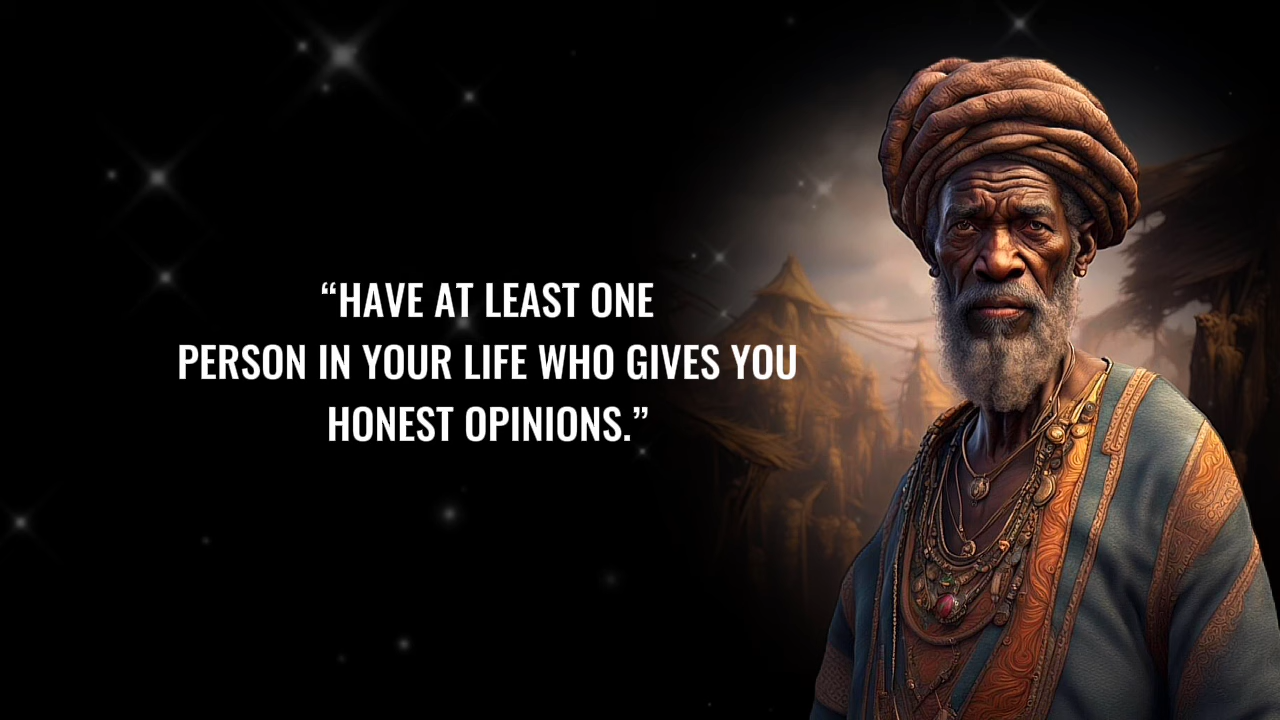 “HAVE AT LEAST ONE
PERSON IN YOUR LIFE WHO GIVES YOU
HONEST OPINIONS.”